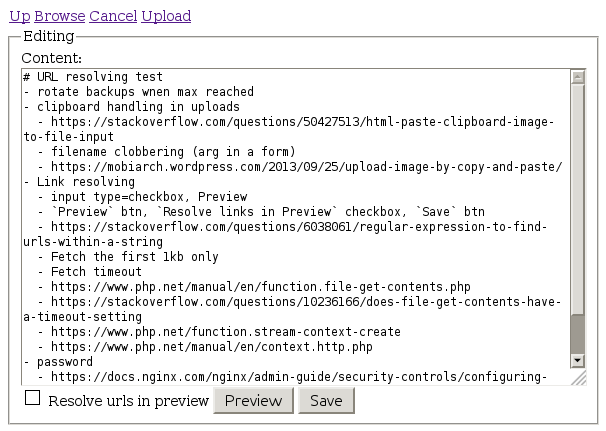 Up Browse Cancel Upload
Editing
Content:
# URL resolving test
- rotate backups wnen max reached
- clipboard handling in uploads
  - https://stackoverflow.com/questions/50427513/html-paste-clipboard-image-
to-file-input
  - filename clobbering (arg in a form)
  - https://mobiarch.wordpress.com/2013/09/25/upload-image-by-copy-and-paste/
- Link resolving
  - input type=checkbox, Preview
  - `Preview` btn, `Resolve links in Preview` checkbox, `Save` btn
  - https://stackoverflow.com/questions/6038061/regular-expression-to-find-
urls-within-a-string
  - Fetch the first 1kb only
  - Fetch timeout
  - https://www.php.net/manual/en/function.file-get-contents.php
  - https://stackoverflow.com/questions/10236166/does-file-get-contents-have-
a-timeout-setting
  - https://www.php.net/function.stream-context-create
  - https://www.php.net/manual/en/context.http.php
- password
  - https://docs.nginx.com/nginx/admin-guide/security-controls/configuring-
Resolve urls in preview Preview Save